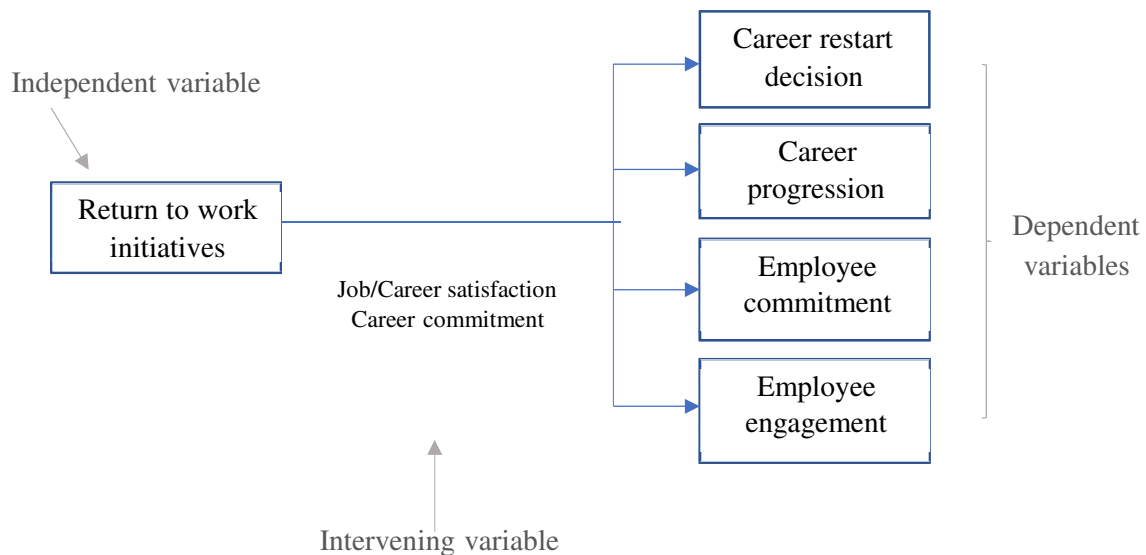 Independent variable
Return to work
initiatives
Job/Career satisfaction
Career commitment
Intervening variable
Career restart
decision
Career
progression
Employee
commitment
Employee
engagement
Dependent
variables